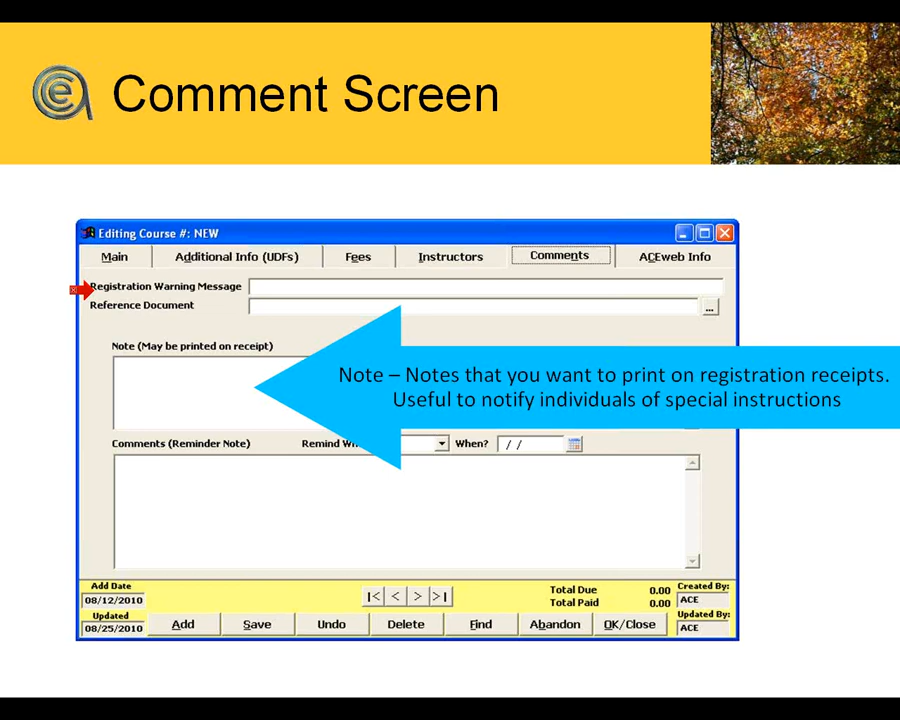 Comment Screen
Editing Course #: NEW
Main Additional Info (UDFs) Fees Instructors Comments ACEweb Info
Registration Warning Message
Reference Document
...
Note (May be printed on receipt)
Note – Notes that you want to print on registration receipts.
Useful to notify individuals of special instructions
Comments (Reminder Note) Remind When? / /
Add Date
08/12/2010
Updated
08/25/2010
|< < > >|
Total Due 0.00
Total Paid 0.00
Created By:
ACE
Updated By:
ACE
Add Save Undo Delete Find Abandon OK/Close